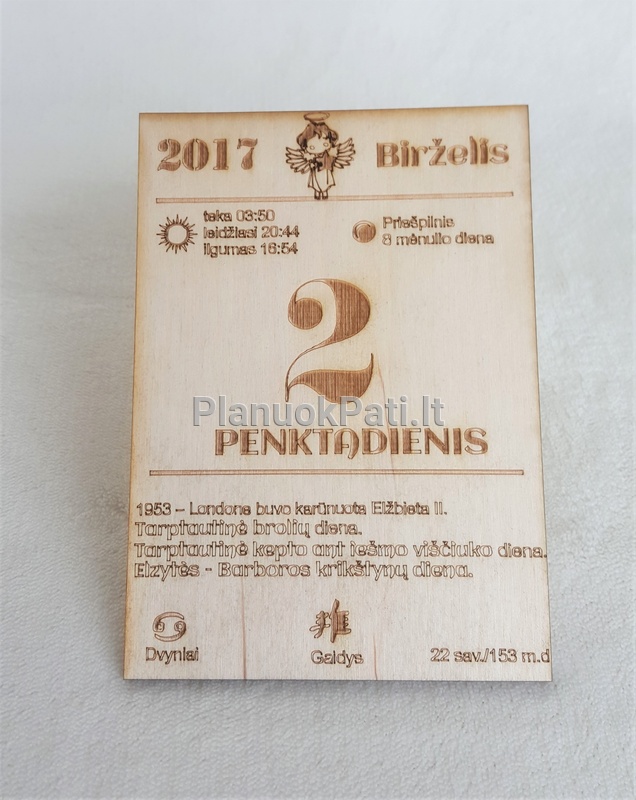 2017 Birželis
teka 03:50
leidžiasi 20:44
ilgumas 16:54
Priešpilnis
8 mėnulio diena
2
PlanuokPati.lt
PENKTĄDIENIS
1953 – Londone buvo karūnuota Elžbieta II.
Tarptautinė brolių diena.
Tarptautinė kepto ant iešmo viščiuko diena.
Elzytės - Barboros krikštynų diena.
Dvyniai
Gaidys
22 sav./153 m.d